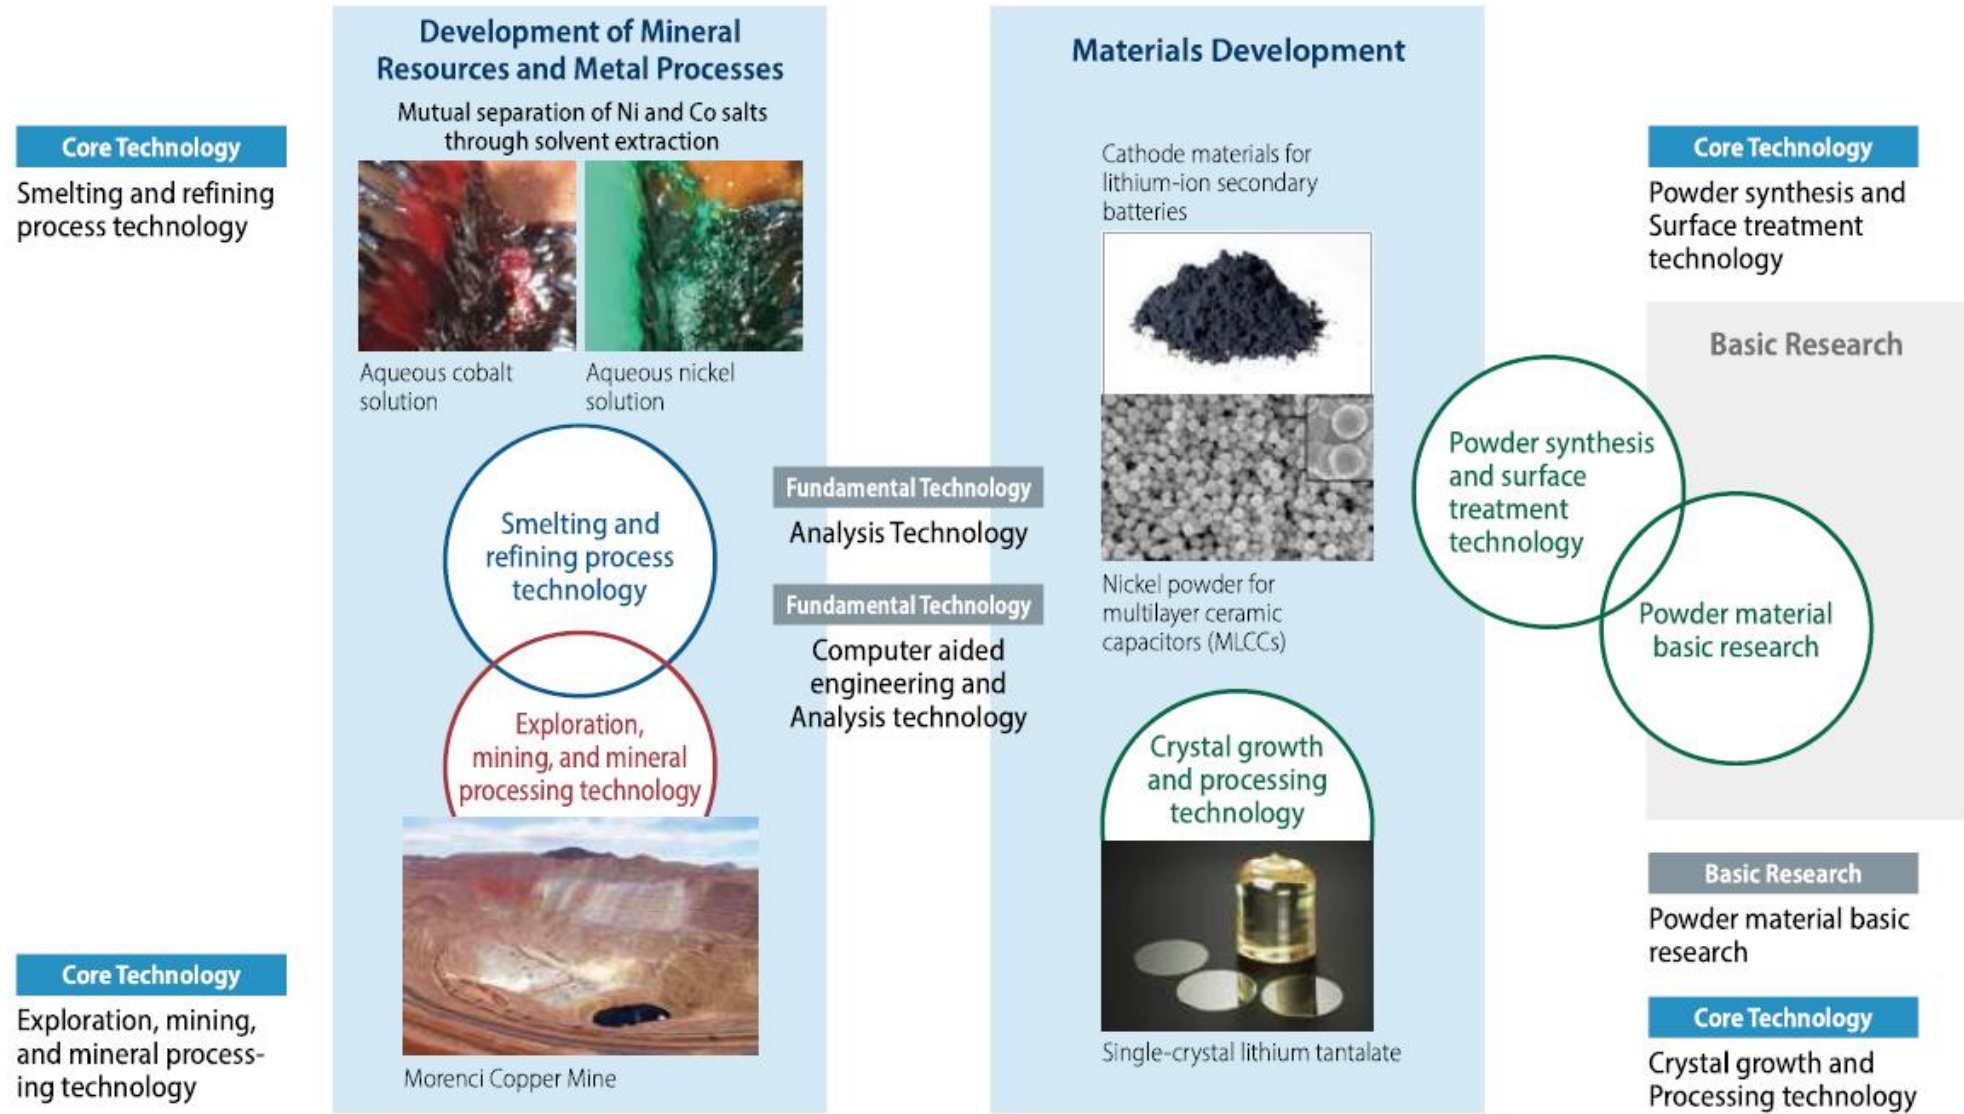 Development of Mineral
Resources and Metal Processes
Mutual separation of Ni and Co salts
through solvent extraction
Core Technology
Smelting and refining
process technology
Aqueous cobalt
solution
Aqueous nickel
solution
Smelting and
refining process
technology
Exploration,
mining, and mineral
processing technology
Core Technology
Exploration, mining,
and mineral process-
ing technology
Morenci Copper Mine
Fundamental Technology
Analysis Technology
Fundamental Technology
Computer aided
engineering and
Analysis technology
Materials Development
Cathode materials for
lithium-ion secondary
batteries
Nickel powder for
multilayer ceramic
capacitors (MLCCs)
Crystal growth
and processing
technology
Single-crystal lithium tantalate
Core Technology
Powder synthesis and
Surface treatment
technology
Basic Research
Powder synthesis
and surface
treatment
technology
Powder material
basic research
Basic Research
Powder material basic
research
Core Technology
Crystal growth and
Processing technology